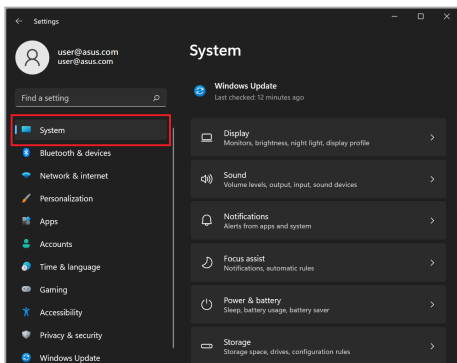 Settings
user@asus.com
user@asus.com
Find a setting
System
Bluetooth & devices
Network & internet
Personalization
Apps
Accounts
Time & language
Gaming
Accessibility
Privacy & security
Windows Update
System
Windows Update
Last checked: 12 minutes ago
Display
Monitors, brightness, night light, display profile
Sound
Volume levels, output, input, sound devices
Notifications
Alerts from apps and system
Focus assist
Notifications, automatic rules
Power & battery
Sleep, battery usage, battery saver
Storage
Storage space, drives, configuration rules